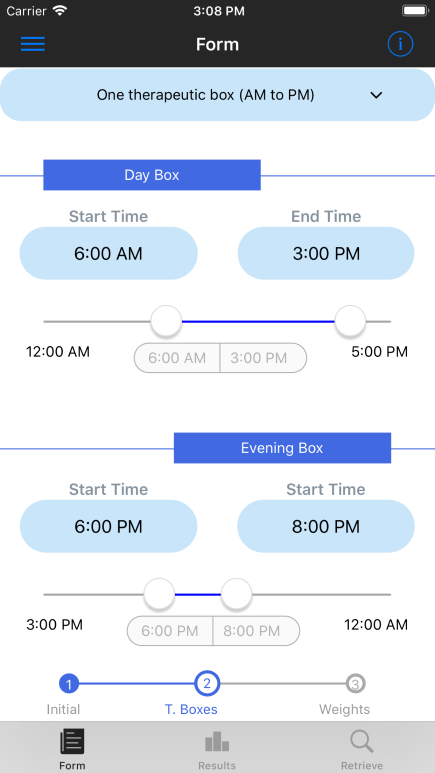 Carrier 3:08 PM
Form i
One therapeutic box (AM to PM)
Day Box
Start Time End Time
6:00 AM 3:00 PM
12:00 AM 6:00 AM 3:00 PM 5:00 PM
Evening Box
Start Time Start Time
6:00 PM 8:00 PM
3:00 PM 6:00 PM 8:00 PM 12:00 AM
1 2 3
Initial T. Boxes Weights
Form Results Retrieve